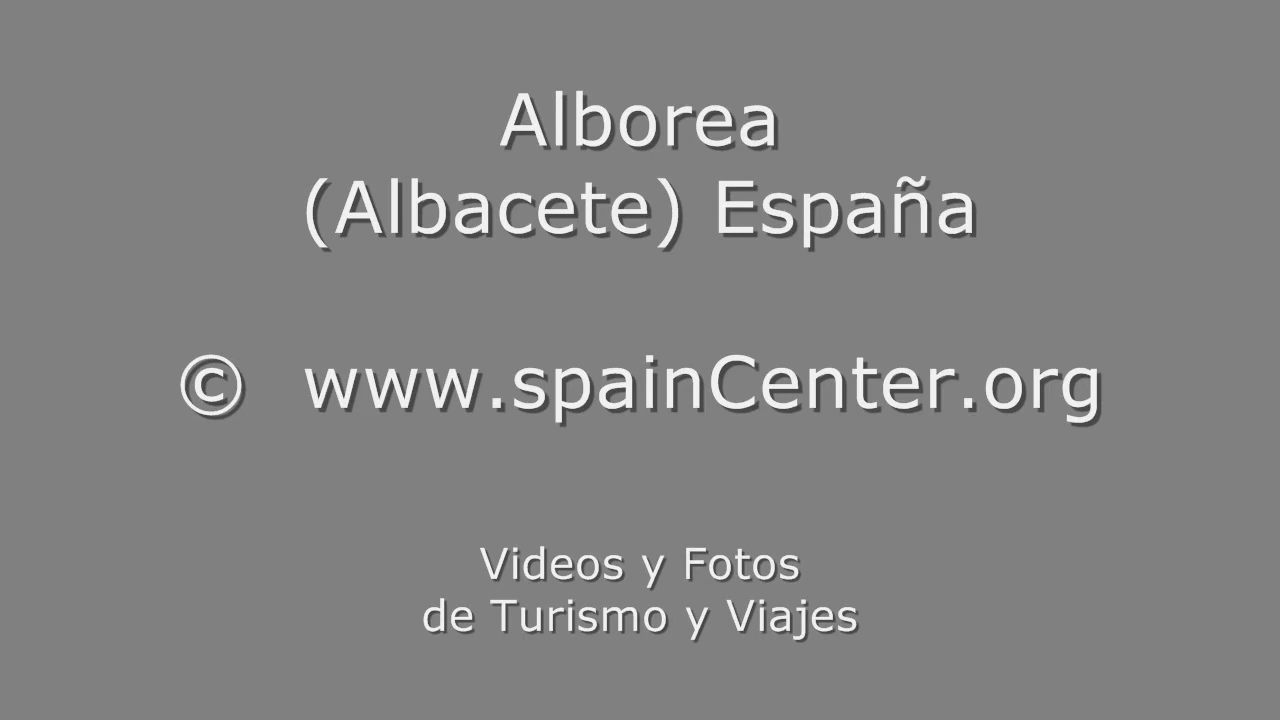 Alborea
(Albacete) España
© www.spainCenter.org
Videos y Fotos
de Turismo y Viajes